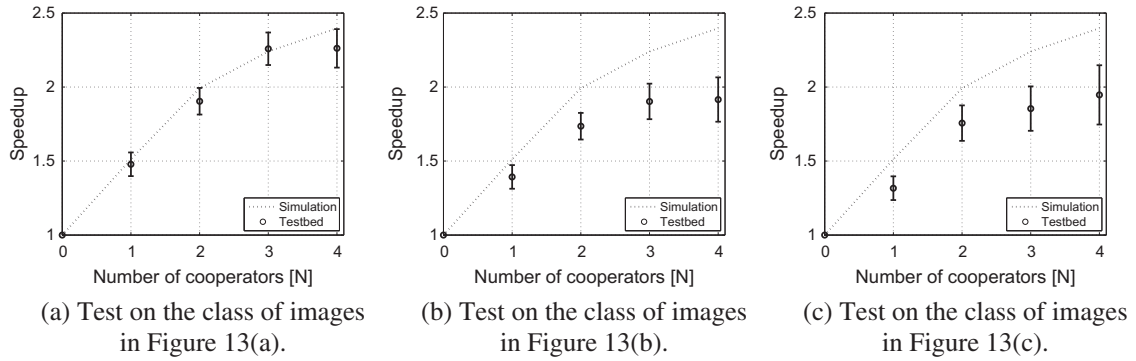 2.5
2
1.5
1
Speedup
0 1 2 3 4
Number of cooperators [N]
Simulation
Testbed
(a) Test on the class of images
in Figure 13(a).
2.5
2
1.5
1
Speedup
0 1 2 3 4
Number of cooperators [N]
Simulation
Testbed
(b) Test on the class of images
in Figure 13(b).
2.5
2
1.5
1
Speedup
0 1 2 3 4
Number of cooperators [N]
Simulation
Testbed
(c) Test on the class of images
in Figure 13(c).